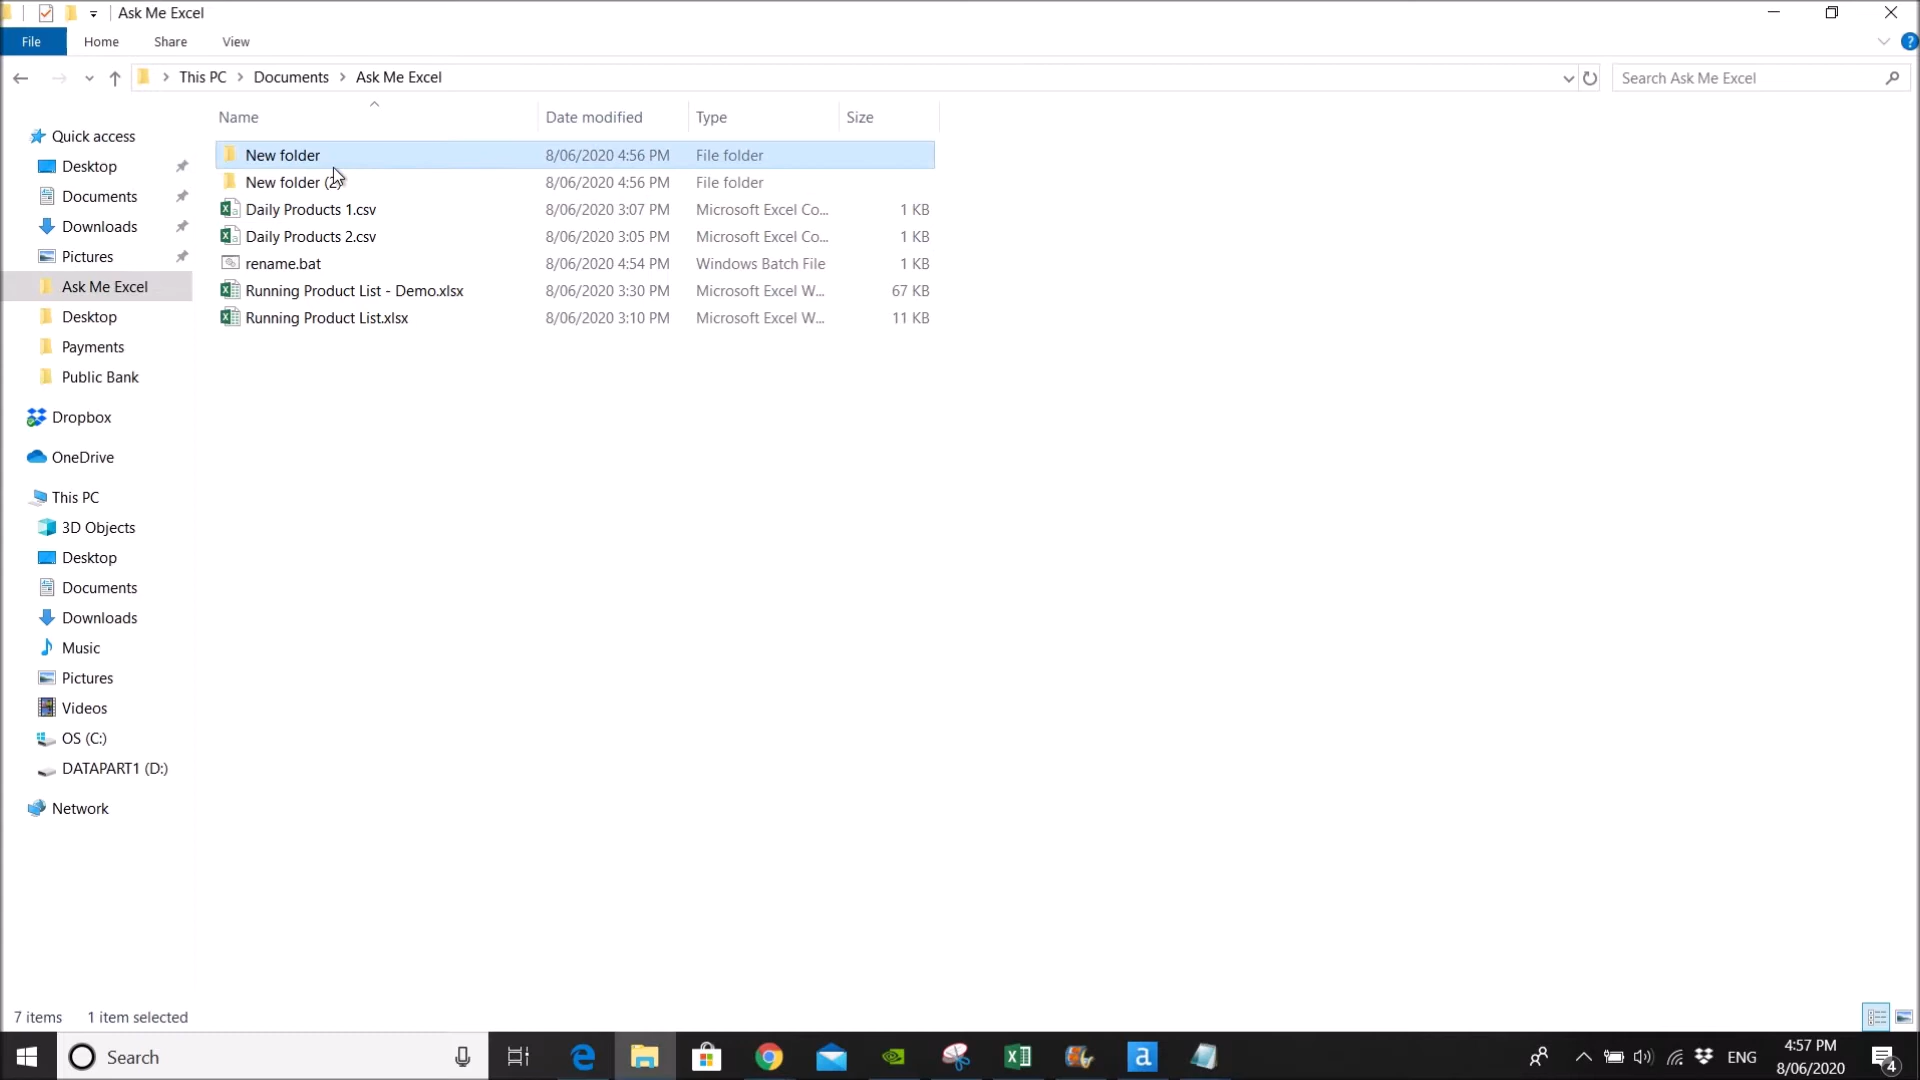 Ask Me Excel
File Home Share View
This PC Documents Ask Me Excel
Search Ask Me Excel
Name Date modified Type Size
Quick access
Desktop
Documents
Downloads
Pictures
Ask Me Excel
Desktop
Payments
Public Bank
Dropbox
OneDrive
This PC
3D Objects
Desktop
Documents
Downloads
Music
Pictures
Videos
OS (C:)
DATAPART1 (D:)
Network
New folder 8/06/2020 4:56 PM File folder
New folder (2) 8/06/2020 4:56 PM File folder
Daily Products 1.csv 8/06/2020 3:07 PM Microsoft Excel Co... 1 KB
Daily Products 2.csv 8/06/2020 3:05 PM Microsoft Excel Co... 1 KB
rename.bat 8/06/2020 4:54 PM Windows Batch File 1 KB
Running Product List - Demo.xlsx 8/06/2020 3:30 PM Microsoft Excel W... 67 KB
Running Product List.xlsx 8/06/2020 3:10 PM Microsoft Excel W... 11 KB
7 items 1 item selected
Search
ENG
4:57 PM
8/06/2020
4